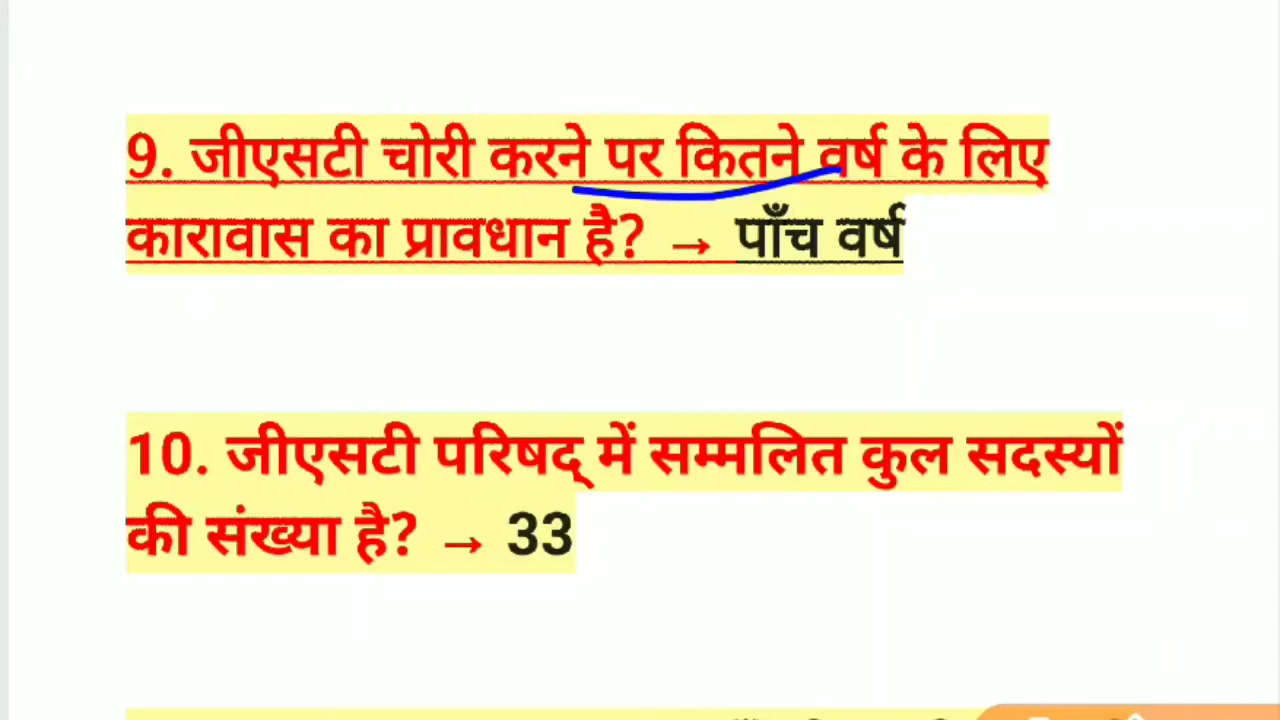 9. जीएसटी चोरी करने पर कितने वर्ष के लिए
कारावास का प्रावधान है? → पाँच वर्ष
10. जीएसटी परिषद् में सम्मलित कुल सदस्यों
की संख्या है? → 33